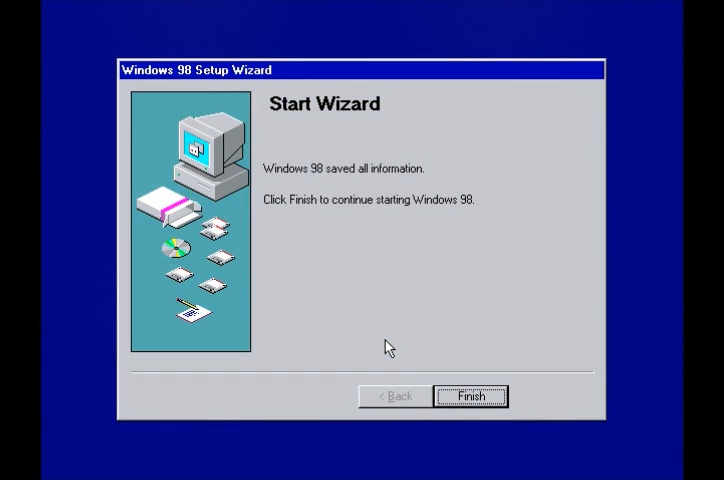 Windows 98 Setup Wizard
Start Wizard
Windows 98 saved all information.
Click Finish to continue starting Windows 98.
< Back
Finish